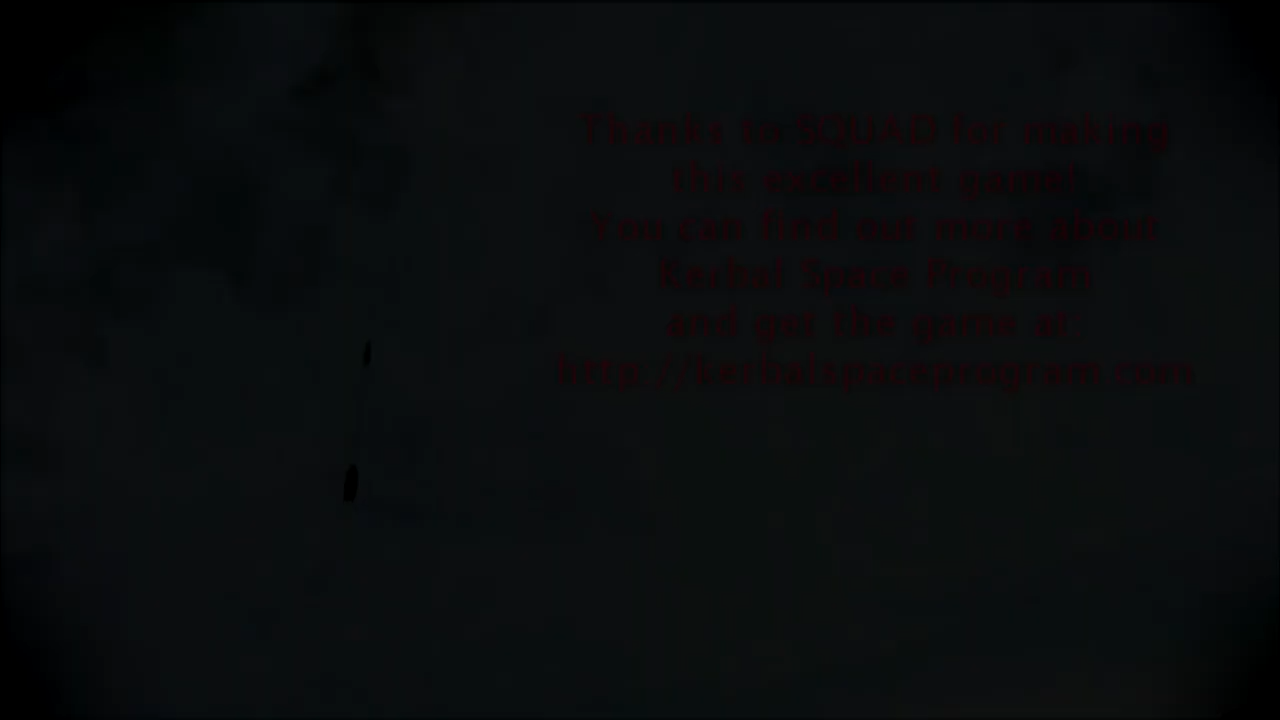 Thanks to SQUAD for making
this excellent game!
You can find out more about
Kerbal Space Program
and get the game at:
http://kerbalspaceprogram.com